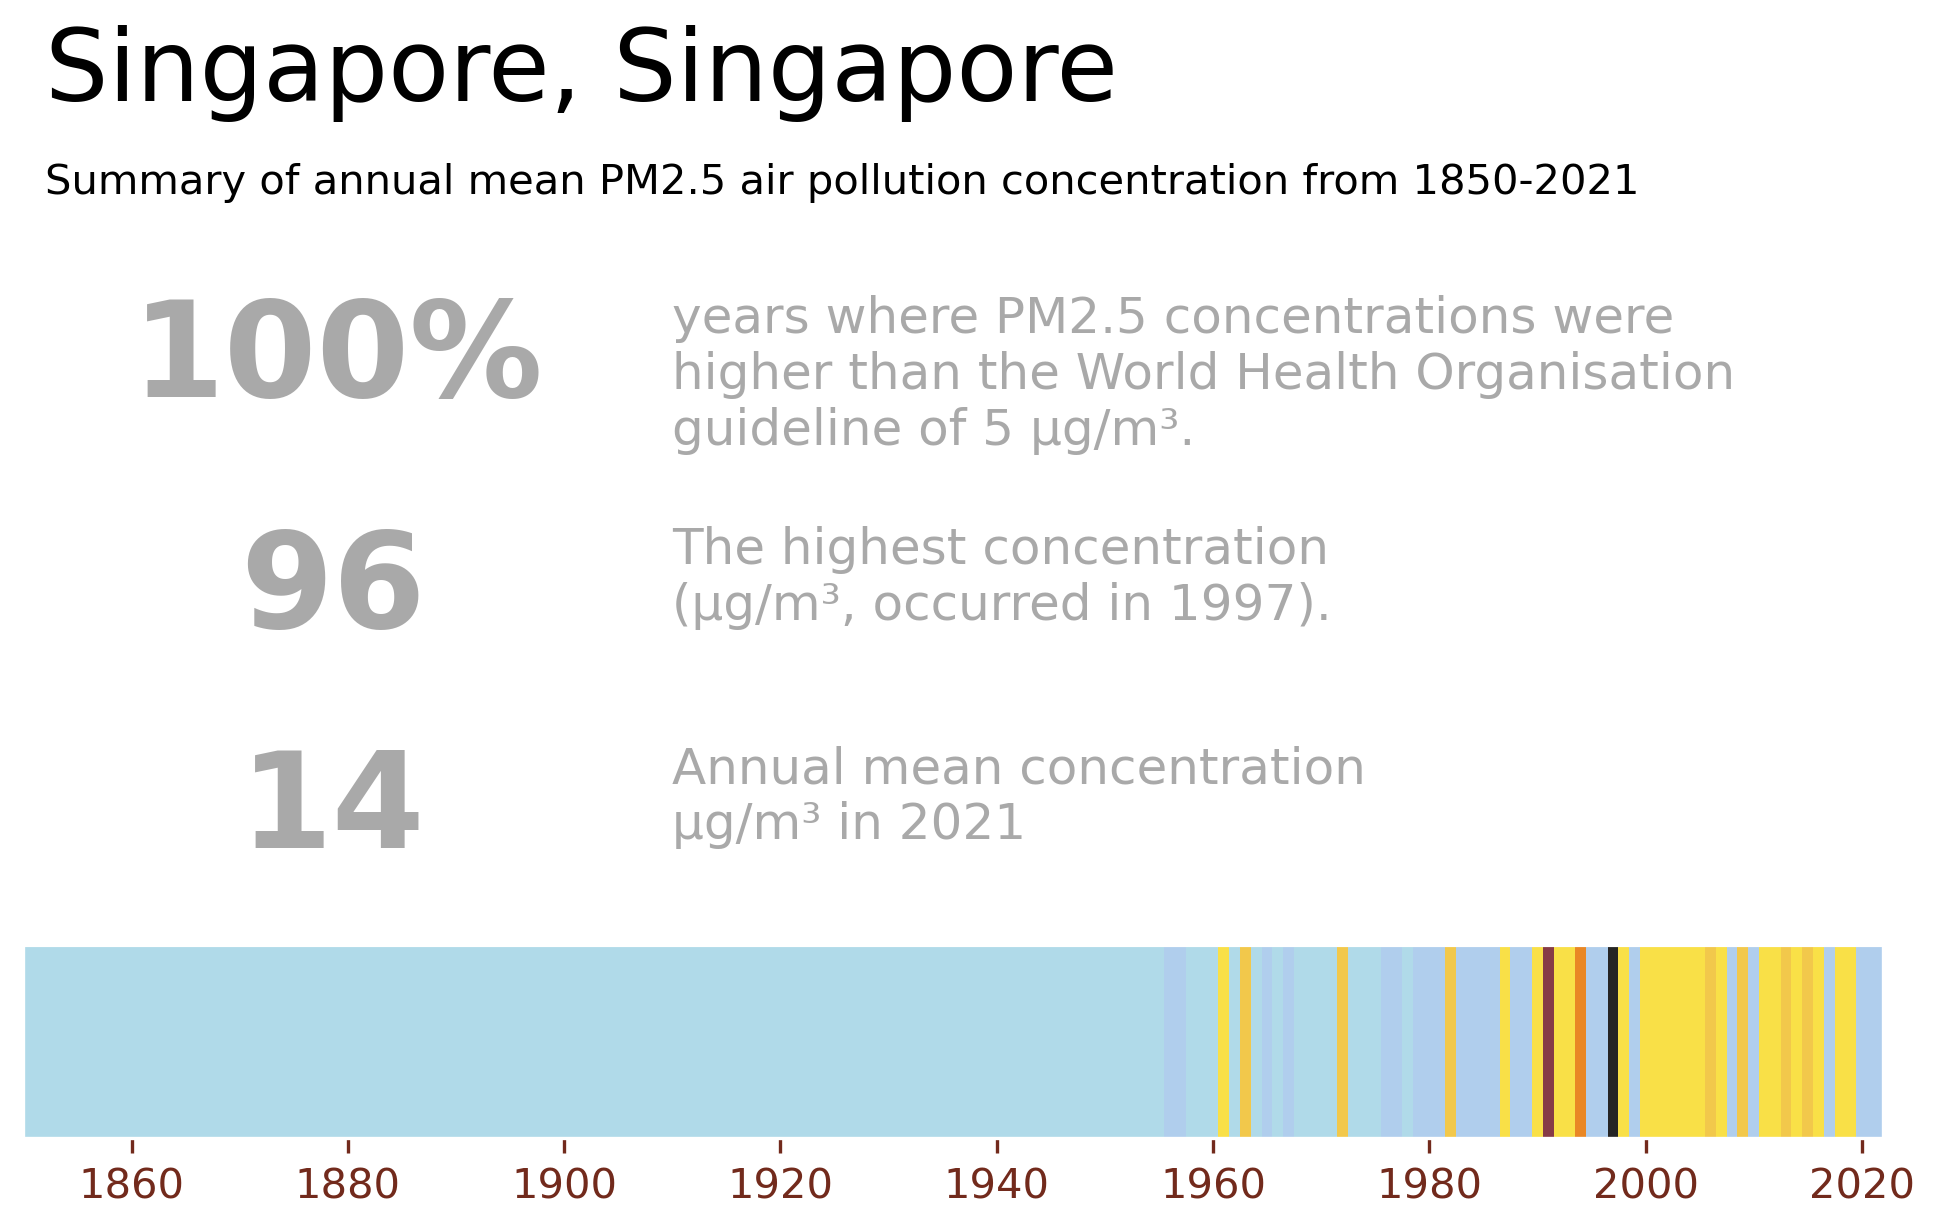 Singapore, Singapore
Summary of annual mean PM2.5 air pollution concentration from 1850-2021
100%
years where PM2.5 concentrations were
higher than the World Health Organisation
guideline of 5 µg/m³.
96
The highest concentration
(µg/m³, occurred in 1997).
14
Annual mean concentration
µg/m³ in 2021
1860 1880 1900 1920 1940 1960 1980 2000 2020